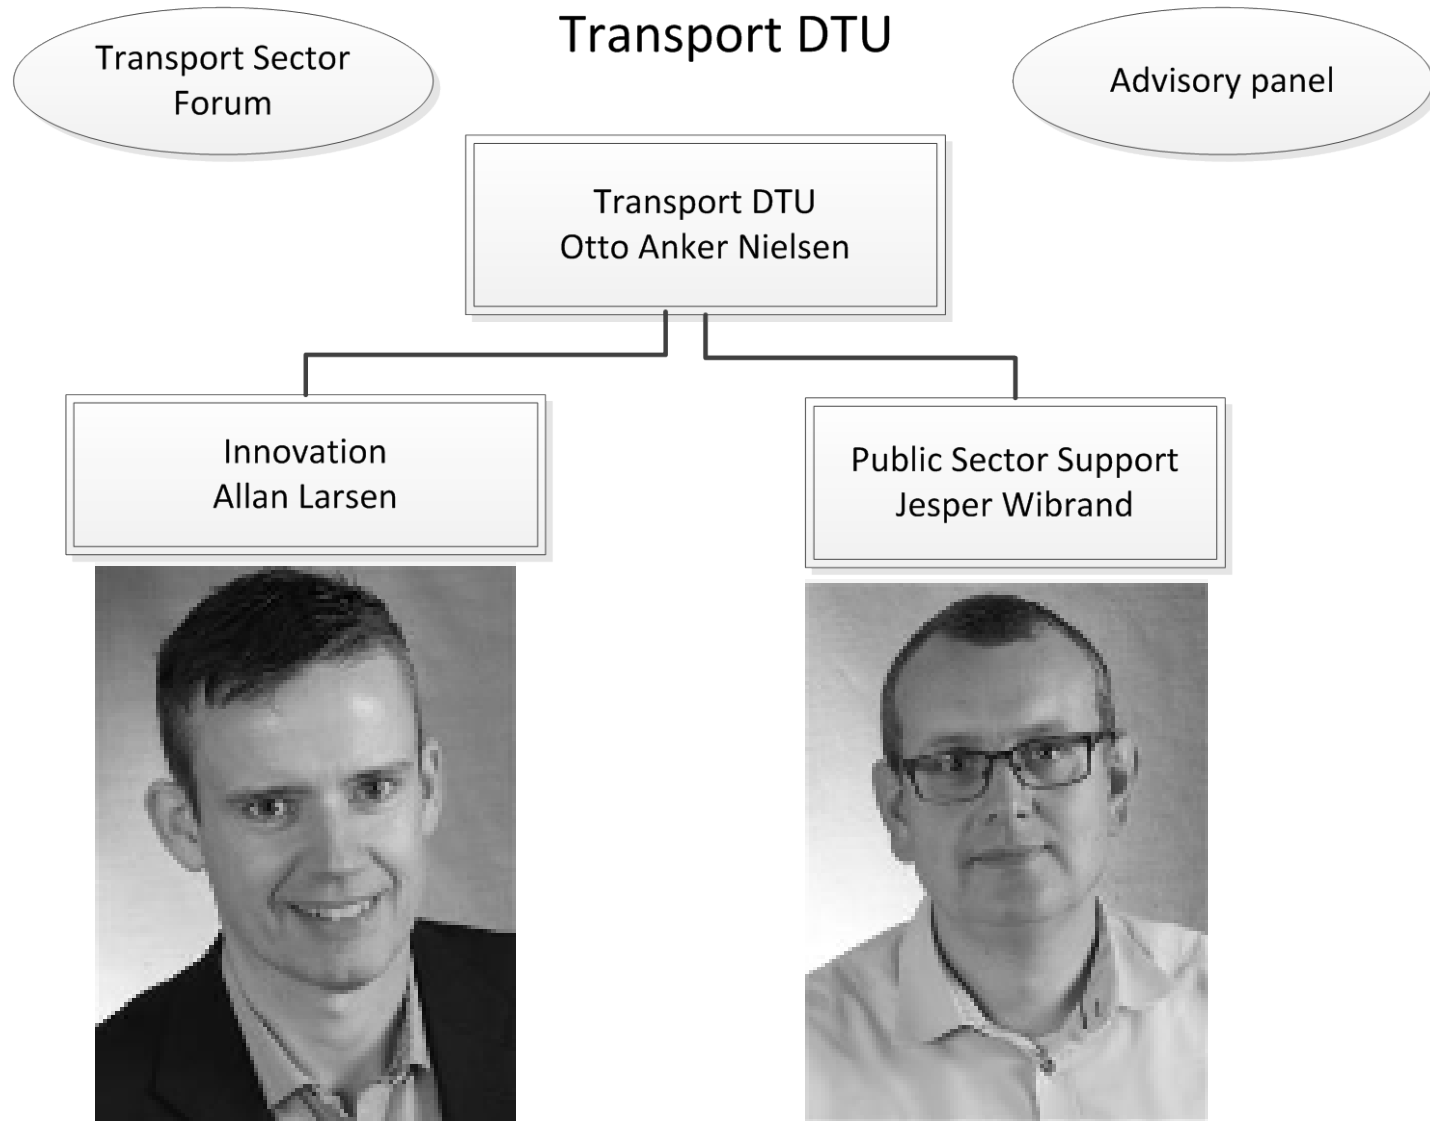 Transport DTU
Transport Sector
Forum
Advisory panel
Transport DTU
Otto Anker Nielsen
Innovation
Allan Larsen
Public Sector Support
Jesper Wibrand